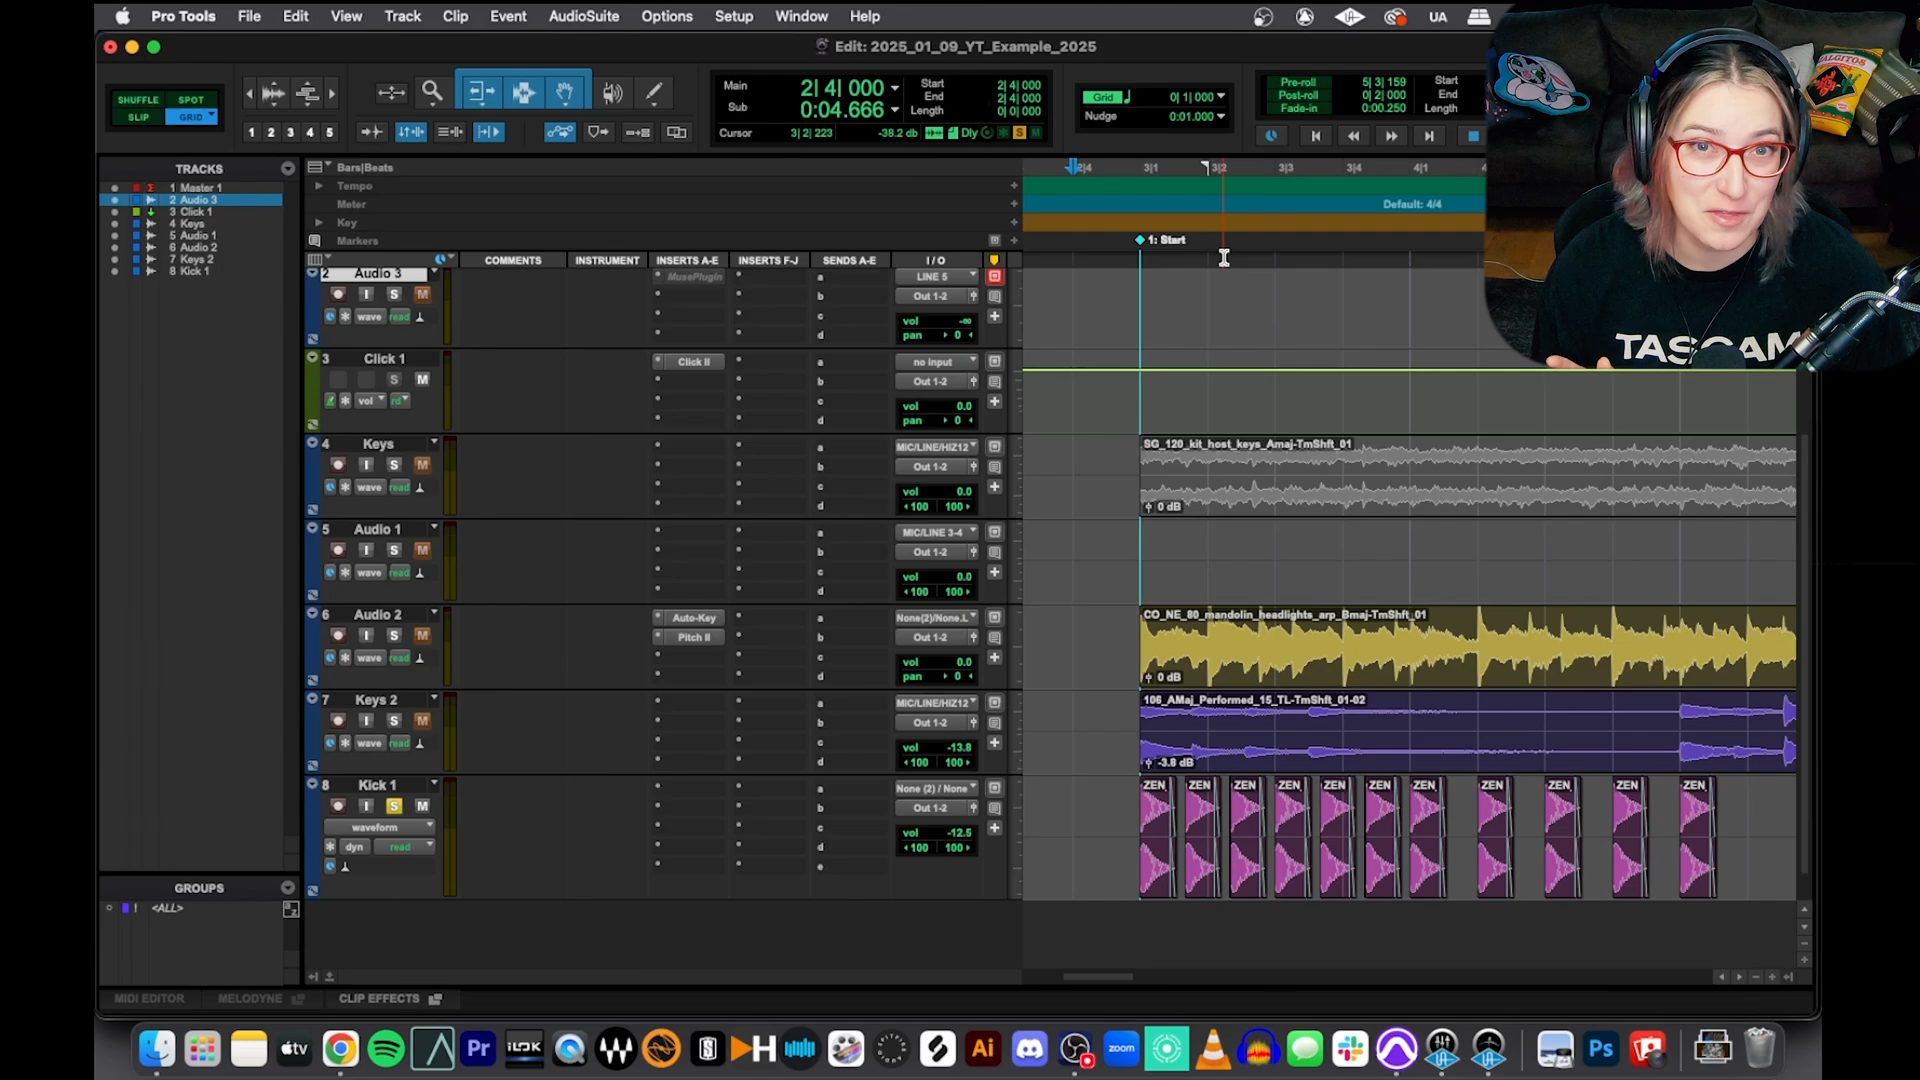 Pro Tools File Edit View Track Clip Event AudioSuite Options Setup Window Help UA
Edit: 2025_01_09_YT_Example_2025
SHUFFLE SPOT
SLIP GRID
1 2 3 4 5
Main 2| 4| 000
Sub 0:04.666
Start 2| 4| 000
End 2| 4| 000
Length 0| 0| 000
Cursor 3| 2| 223 -38.2 db Dly S M
Grid 0| 1| 000
Nudge 0:01.000
Pre-roll 5| 3| 159 Start
Post-roll 0| 2| 000 End
Fade-in 0:00.250 Length
TRACKS
1 Master 1
2 Audio 3
3 Click 1
4 Keys
5 Audio 1
6 Audio 2
7 Keys 2
8 Kick 1
Bars|Beats
Tempo
Meter
Key
Markers
2|4 3|1 3|2 3|3 3|4 4|1
Default: 4/4
1: Start
COMMENTS INSTRUMENT INSERTS A-E INSERTS F-J SENDS A-E I / O
2 Audio 3
I S M
wave read
MusePlugin
a
b
c
d
LINE 5
Out 1-2
vol -∞
pan 0
3 Click 1
S M
vol rd
Click II
a
b
c
d
no input
Out 1-2
vol 0.0
pan 0
4 Keys
I S M
wave read
a
b
c
d
MIC/LINE/HIZ12
Out 1-2
vol 0.0
100 100
SG_120_kit_host_keys_Amaj-TmShft_01
0 dB
5 Audio 1
I S M
wave read
a
b
c
d
MIC/LINE 3-4
Out 1-2
vol 0.0
100 100
6 Audio 2
I S M
wave read
Auto-Key
Pitch II
a
b
c
d
None(2)/None.L
Out 1-2
vol 0.0
pan 0
CO_NE_80_mandolin_headlights_arp_Bmaj-TmShft_01
0 dB
7 Keys 2
I S M
wave read
a
b
c
d
MIC/LINE/HIZ12
Out 1-2
vol -13.8
100 100
106_AMaj_Performed_15_TL-TmShft_01-02
-3.8 dB
8 Kick 1
I S M
waveform
dyn read
a
b
c
d
e
None (2) / None
Out 1-2
vol -12.5
100 100
ZEN ZEN ZEN ZEN ZEN ZEN ZEN ZEN ZEN ZEN ZEN
GROUPS
! <ALL>
MIDI EDITOR MELODYNE CLIP EFFECTS
TASCAM
tv Pr iLOK H Ai zoom Ps